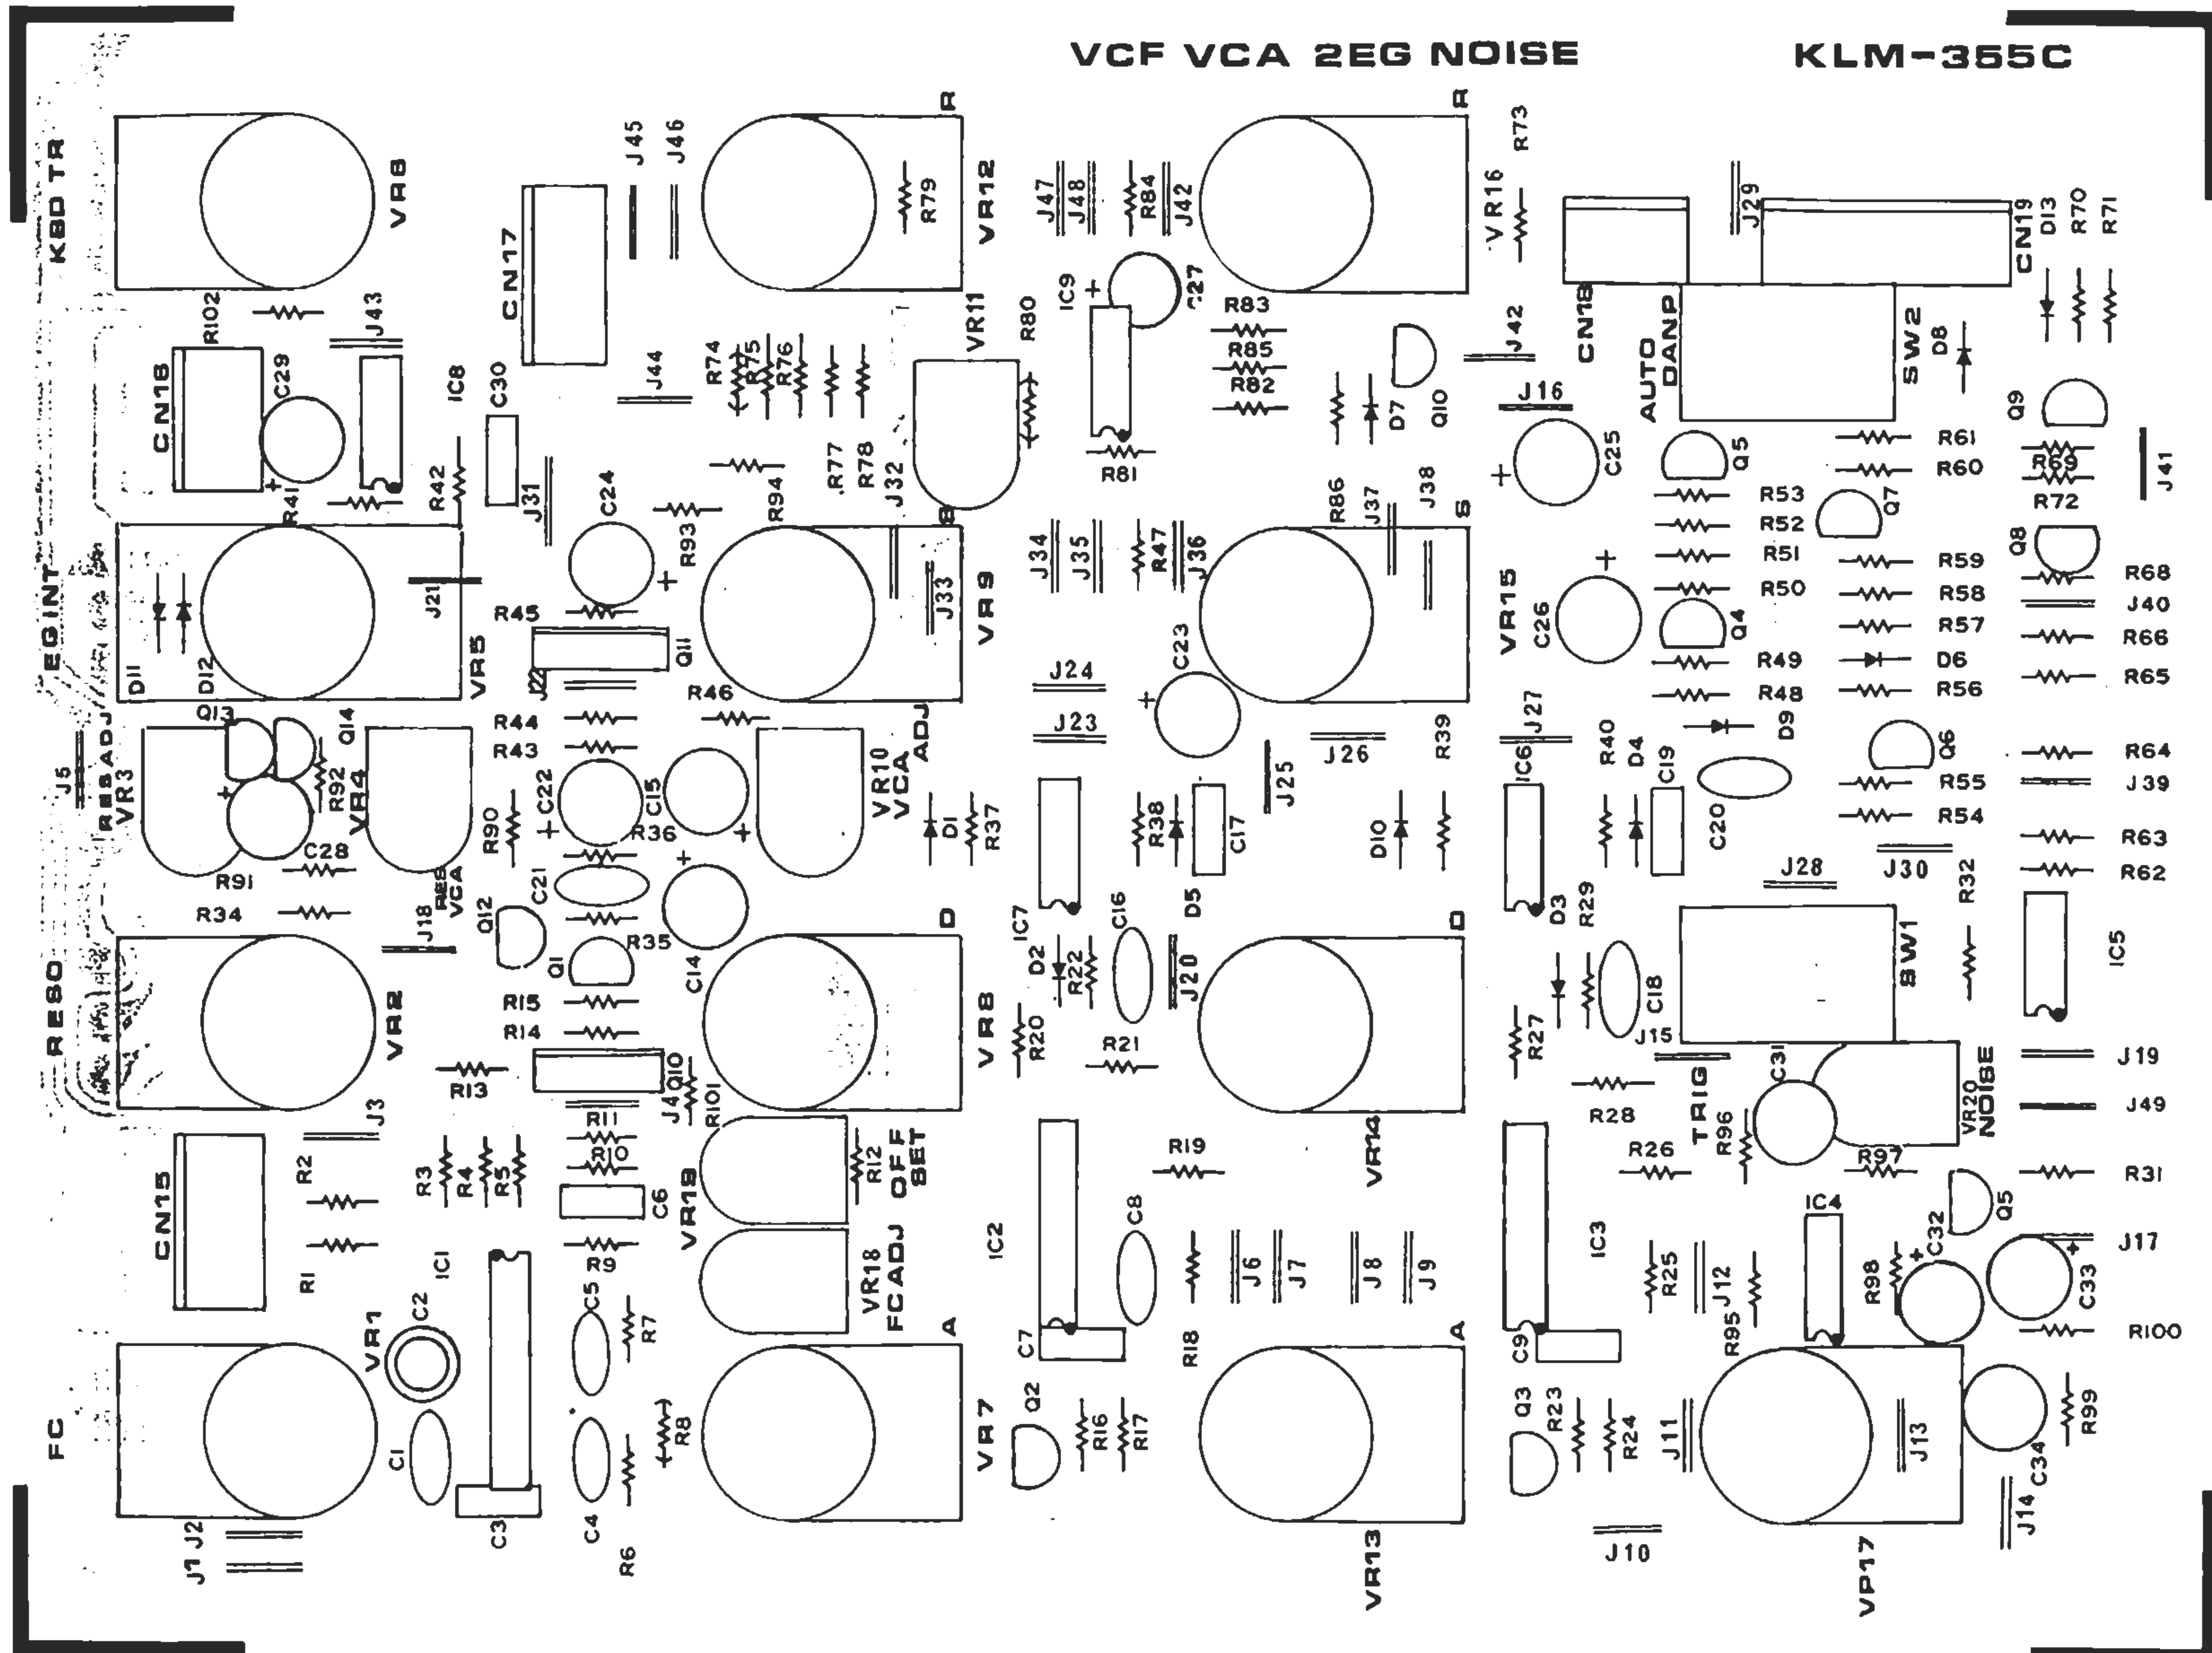 VCF VCA 2EG NOISE
KLM-355C
KBD TR
VR6
J45
J46
R
R79
VR12
J47
J48
R84
J42
R
R73
VR16
J29
CN19
D13
R70
R71
CN17
R102
J43
CN16
C29
IC8
C30
J44
R74
R75
R76
VR11
R80
IC9
+
C27
R83
R85
R82
J42
CN18
AUTO
DANP
SW2
D8
D7
Q10
J16
Q9
R41
+
R42
J31
C24
R93
R94
R77
R78
J32
R81
R86
J37
J38
S
+
C25
Q5
R61
R60
R53
R52
Q7
R69
R72
J41
EGINT
D11
D12
J21
VR5
R45
+
Q11
J22
S
J33
VR9
J34
J35
R47
J36
VR15
C26
+
R51
R50
Q4
R59
R58
R57
Q8
R68
J40
R66
R49
D6
R65
R48
R56
J24
J23
C23
+
J25
J26
R39
J27
D9
Q6
R64
J5
RES ADJ
VR3
Q13
Q14
+
R92
VR4
C28
R91
R34
R44
R43
R46
R90
C22
+
C15
+
R36
VR10
VCA
ADJ
D1
R37
R38
C17
D10
IC6
R40
D4
C19
C20
R55
J39
R54
R63
R62
J28
J30
R32
RES
VCA
J18
Q12
C21
+
R35
Q1
C14
D
IC7
D2
R22
C16
D5
J20
D
D3
R29
C18
SW1
IC5
RESO
VR2
R15
R14
R13
Q10
J4
R101
VR8
R20
R21
R27
J15
R28
TRIG
C31
VR20
NOISE
J19
J49
J3
CN15
R2
R3
R4
R5
R11
R10
C6
R12
OFF
SET
VR19
R19
VR14
R26
R96
R97
R31
R1
IC1
R9
VR18
FC ADJ
IC2
C8
J6
J7
J8
J9
IC3
R25
J12
IC4
Q5
C32
+
R98
+
C33
J17
VR1
C2
C5
R7
A
C7
R18
A
C9
R95
R100
FC
C1
R8
VR7
Q2
R16
R17
Q3
R23
R24
J11
J13
C34
R99
J1
J2
C3
C4
R6
VR13
J10
VP17
J14